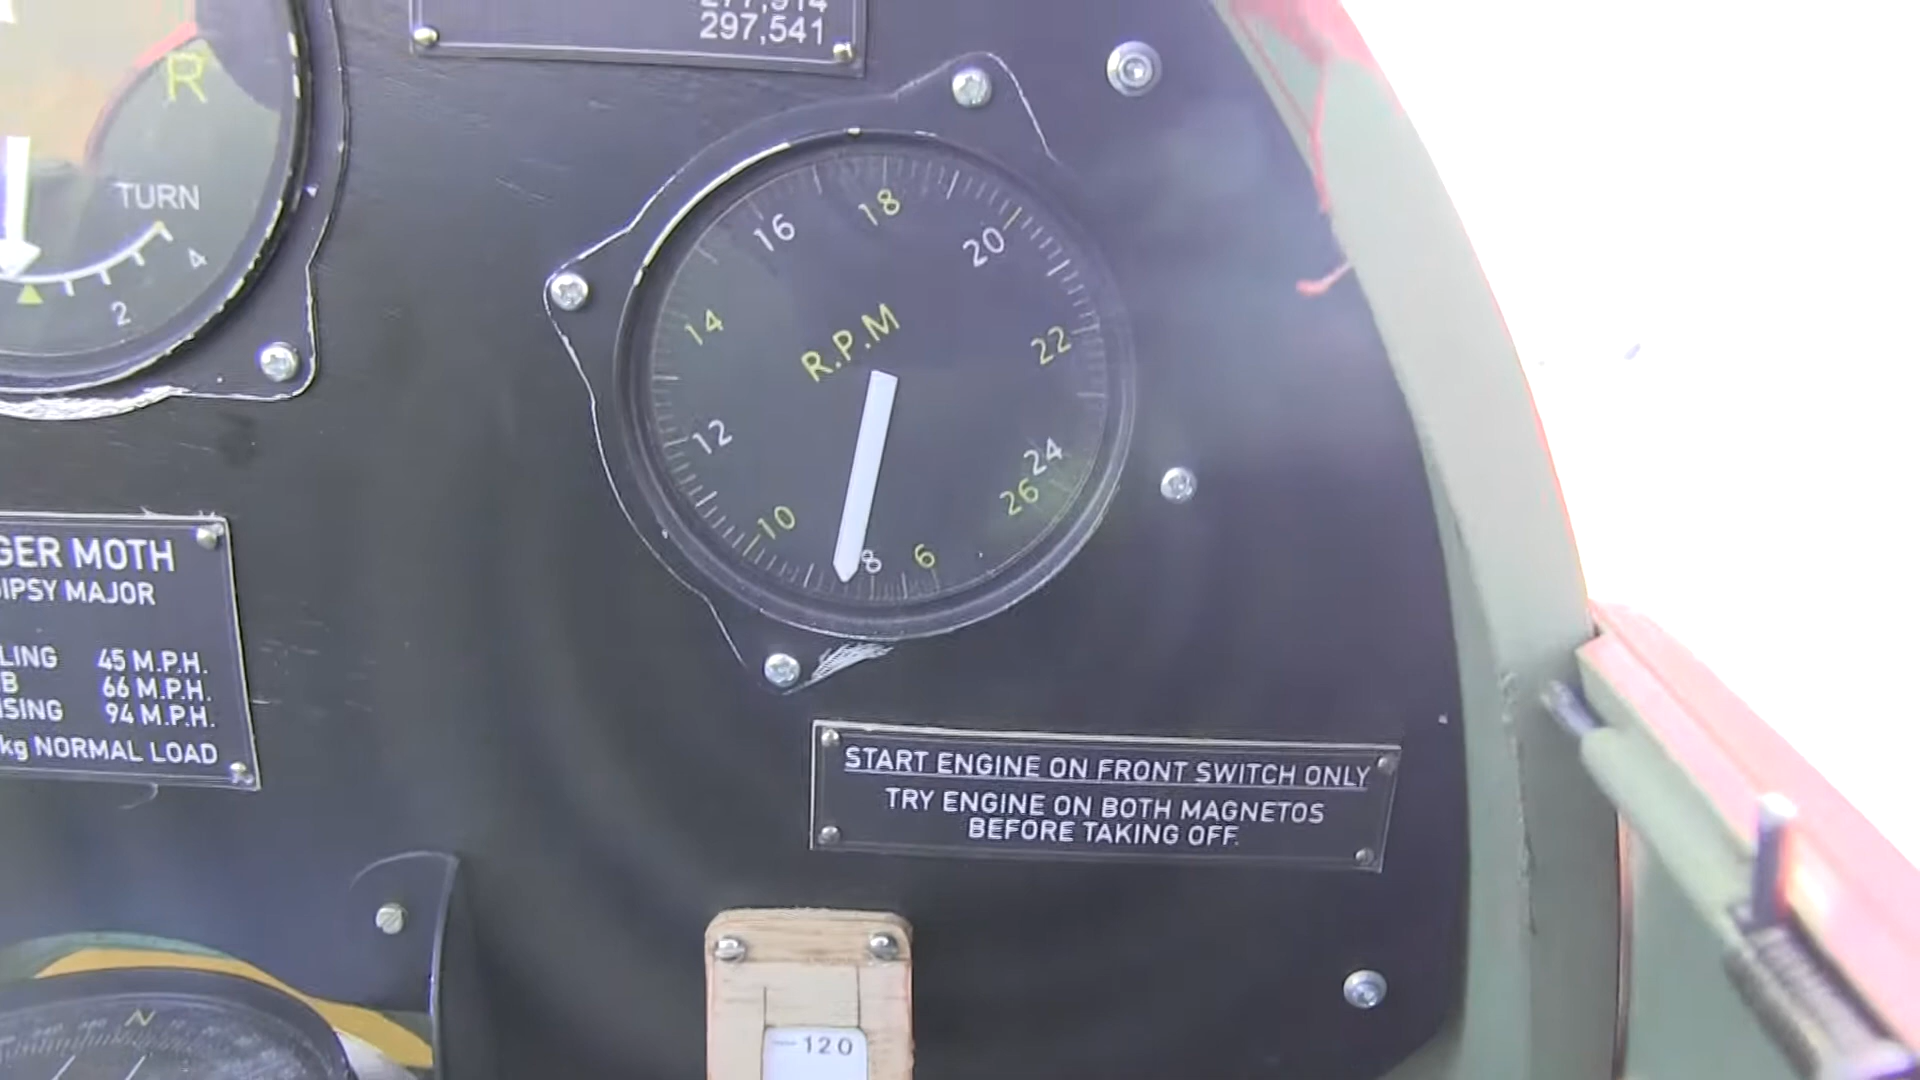 297,541
R
TURN
4
2
16
18
20
14
R.P.M
22
12
24
10
26
8
6
GER MOTH
GIPSY MAJOR
LING 45 M.P.H.
B 66 M.P.H.
ISING 94 M.P.H.
kg NORMAL LOAD
START ENGINE ON FRONT SWITCH ONLY
TRY ENGINE ON BOTH MAGNETOS
BEFORE TAKING OFF.
N
120